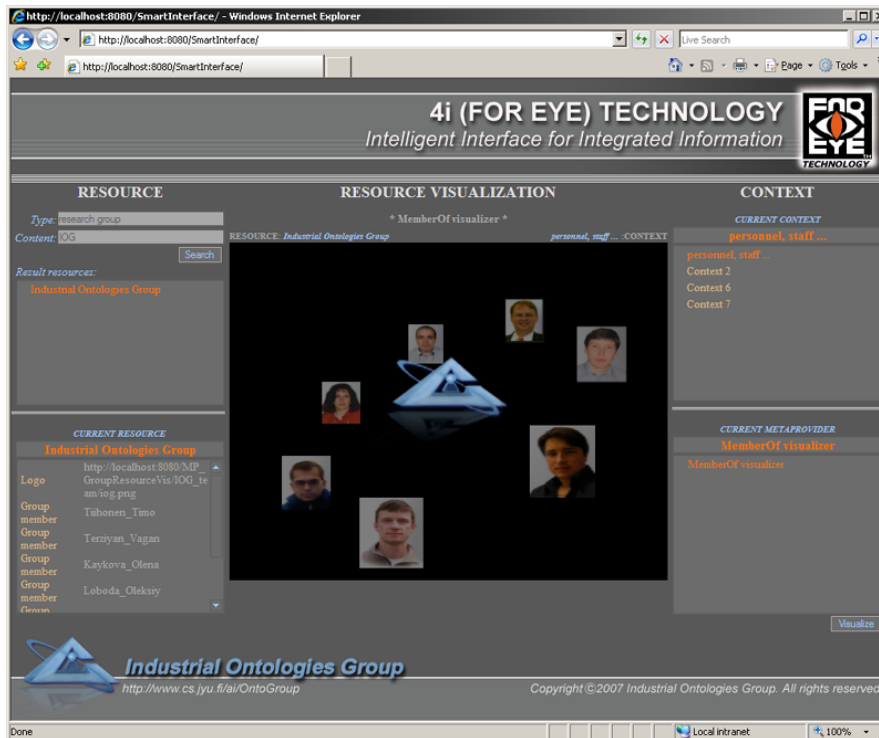 http://localhost:8080/SmartInterface/ - Windows Internet Explorer
http://localhost:8080/SmartInterface/
Live Search
http://localhost:8080/SmartInterface/
Page
Tools
4i (FOR EYE) TECHNOLOGY
Intelligent Interface for Integrated Information
FOR
EYE
TM
TECHNOLOGY
RESOURCE
RESOURCE VISUALIZATION
CONTEXT
Type: research group
Content: IOG
Search
Result resources:
Industrial Ontologies Group
* MemberOf visualizer *
RESOURCE: Industrial Ontologies Group
personnel, staff ... :CONTEXT
CURRENT CONTEXT
personnel, staff ...
personnel, staff ...
Context 2
Context 6
Context 7
CURRENT RESOURCE
Industrial Ontologies Group
Logo
http://localhost:8080/MP_
GroupResourceVis/IOG_te
am/iog.png
Group
member
Tiihonen_Timo
Group
member
Terziyan_Vagan
Group
member
Kaykova_Olena
Group
member
Loboda_Oleksiy
Group
CURRENT METAPROVIDER
MemberOf visualizer
MemberOf visualizer
Visualize
Industrial Ontologies Group
http://www.cs.jyu.fi/ai/OntoGroup
Copyright©2007 Industrial Ontologies Group. All rights reserved
Done
Local intranet
100%